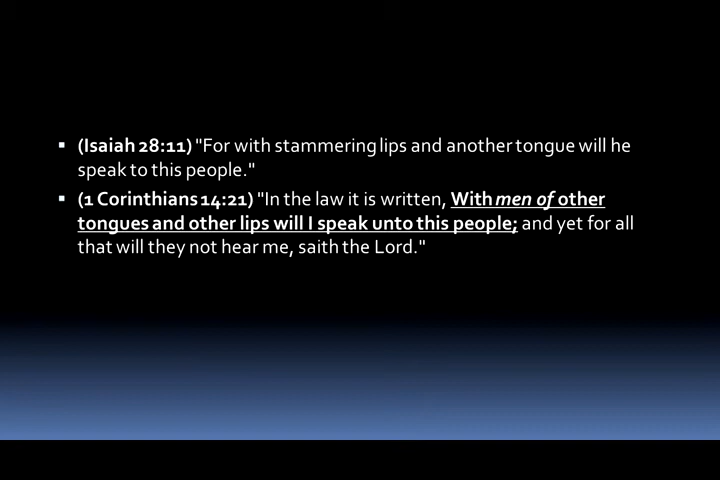 ▪ (Isaiah 28:11) "For with stammering lips and another tongue will he
speak to this people."
▪ (1 Corinthians 14:21) "In the law it is written, With men of other
tongues and other lips will I speak unto this people; and yet for all
that will they not hear me, saith the Lord."